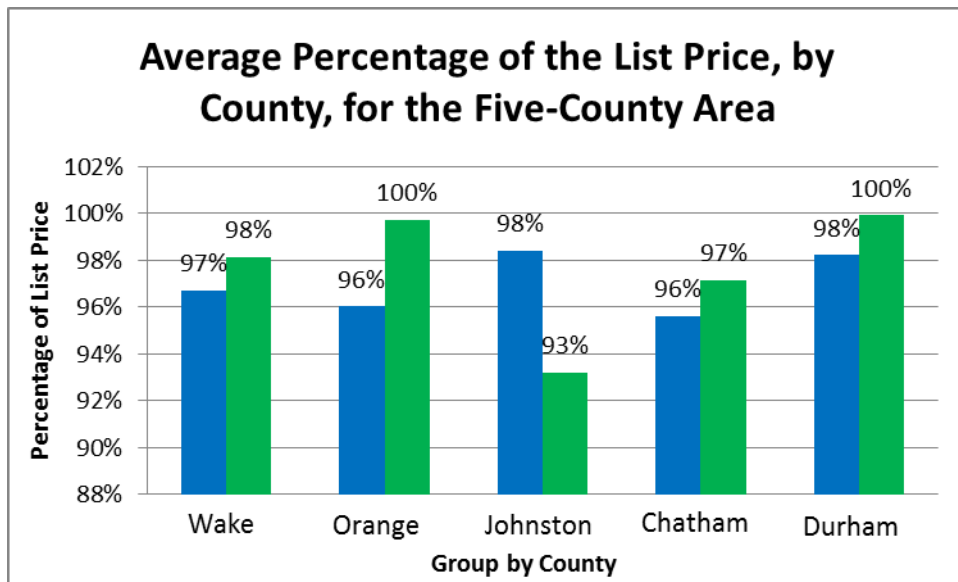 Average Percentage of the List Price, by
County, for the Five-County Area
Percentage of List Price
102%
100%
98%
96%
94%
92%
90%
88%
97%
98%
96%
100%
98%
93%
96%
97%
98%
100%
Wake
Orange
Johnston
Chatham
Durham
Group by County